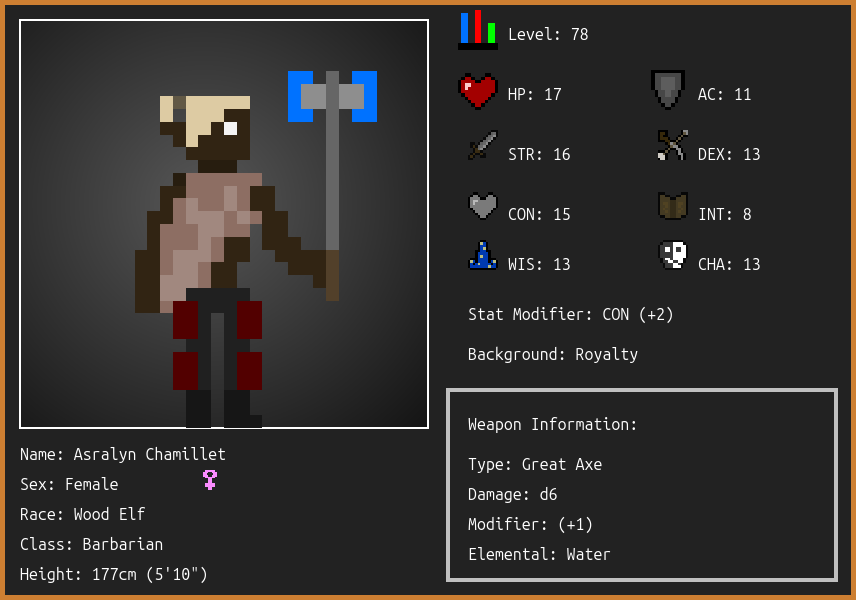 Level: 78
HP: 17
AC: 11
STR: 16
DEX: 13
CON: 15
INT: 8
WIS: 13
CHA: 13
Stat Modifier: CON (+2)
Background: Royalty
Weapon Information:
Type: Great Axe
Damage: d6
Modifier: (+1)
Elemental: Water
Name: Asralyn Chamillet
Sex: Female
Race: Wood Elf
Class: Barbarian
Height: 177cm (5'10")